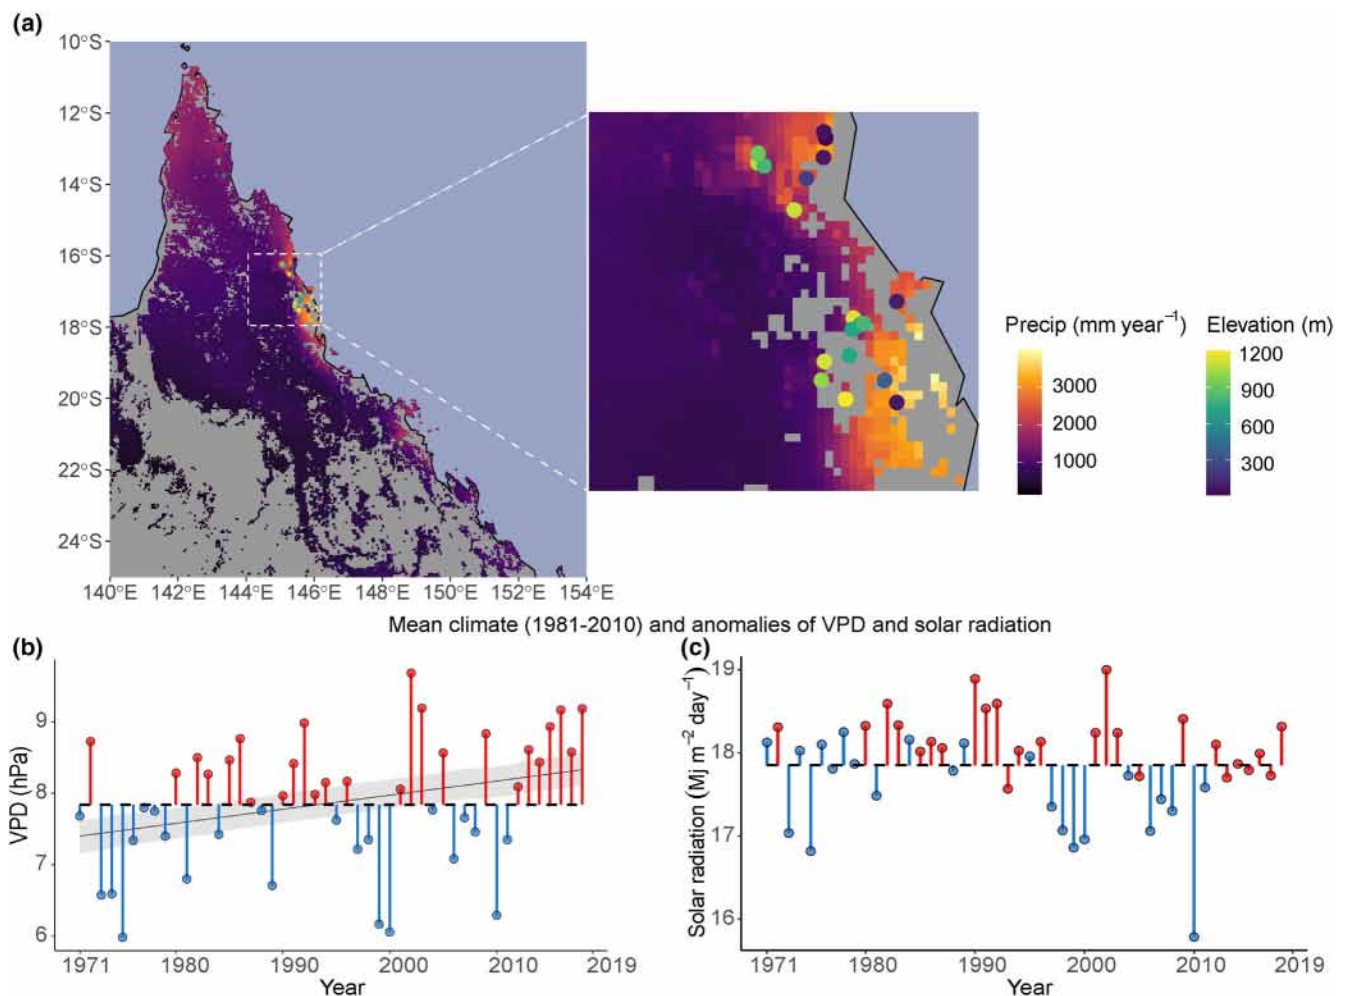 (a)
10°S
12°S
14°S
16°S
18°S
20°S
22°S
24°S
140°E 142°E 144°E 146°E 148°E 150°E 152°E 154°E
Precip (mm year⁻¹)
3000
2000
1000
Elevation (m)
1200
900
600
300
Mean climate (1981-2010) and anomalies of VPD and solar radiation
(b)
VPD (hPa)
9
8
7
6
1971 1980 1990 2000 2010 2019
Year
(c)
Solar radiation (Mj m⁻² day⁻¹)
19
18
17
16
1971 1980 1990 2000 2010 2019
Year